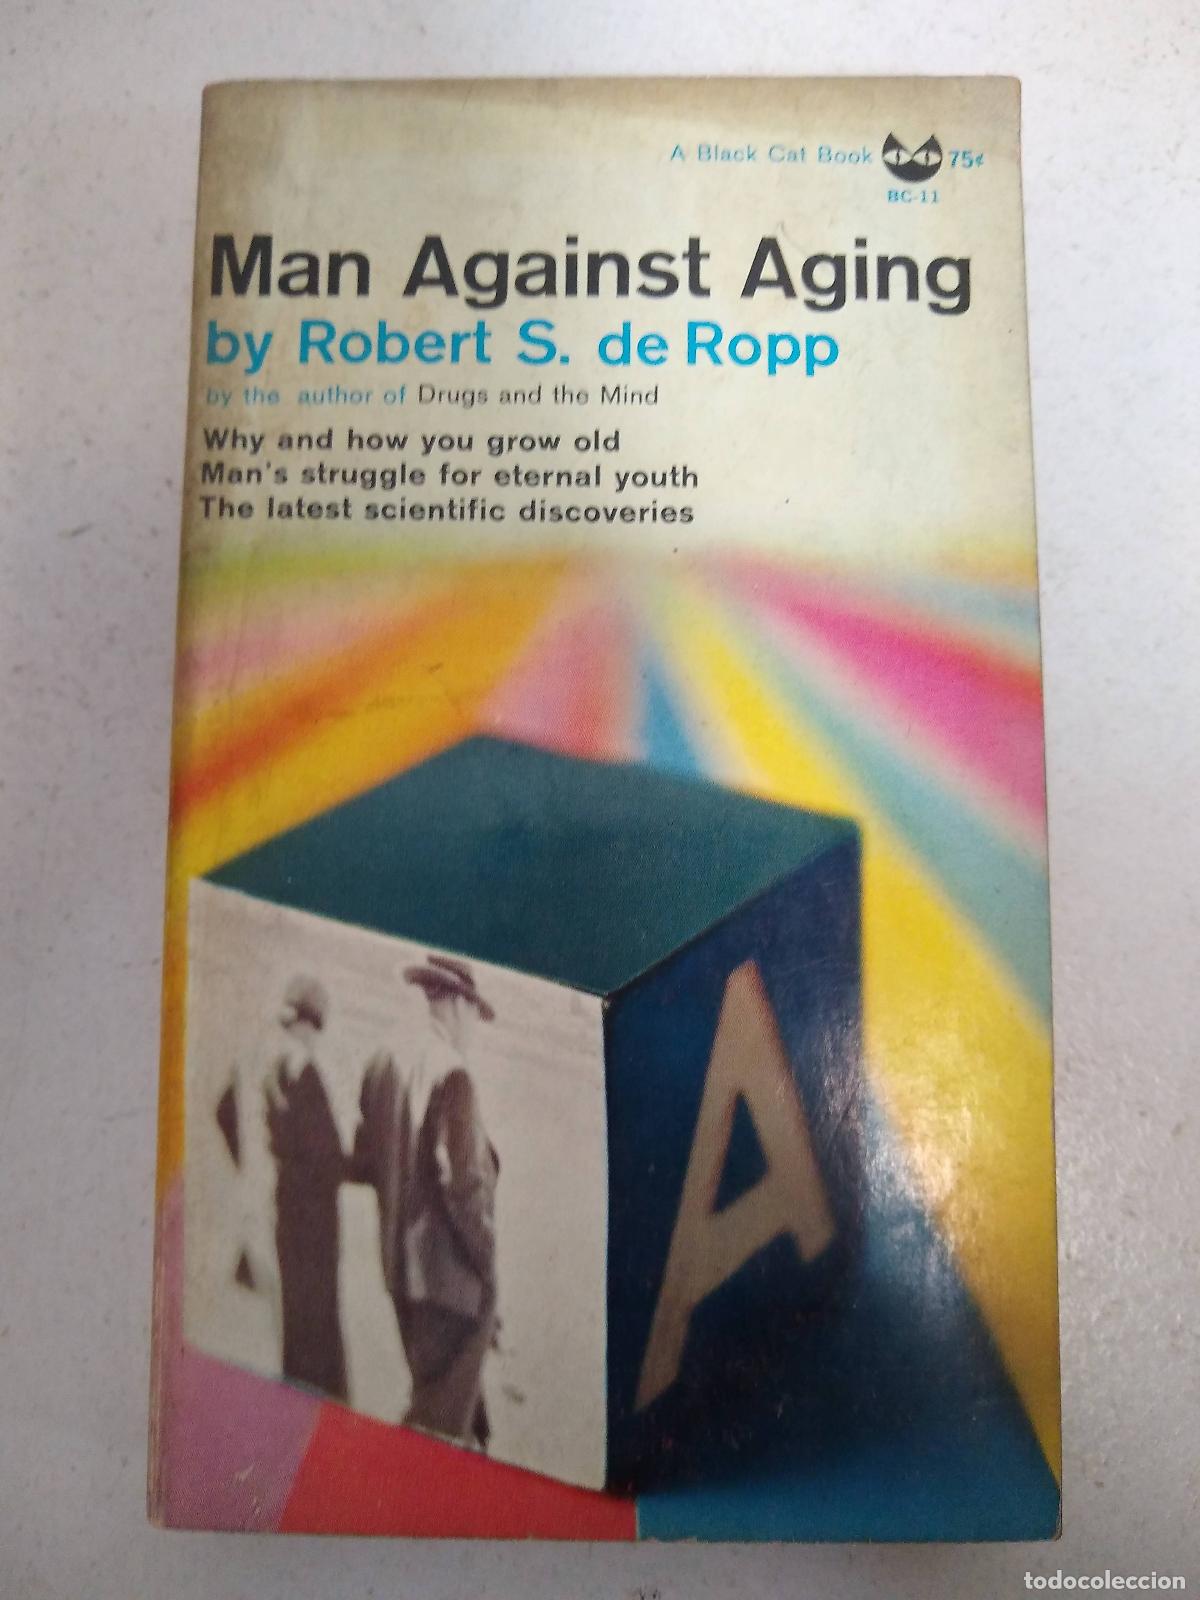 A Black Cat Book 75¢
BC-11
Man Against Aging
by Robert S. de Ropp
by the author of Drugs and the Mind
Why and how you grow old
Man's struggle for eternal youth
The latest scientific discoveries
A
todocoleccion